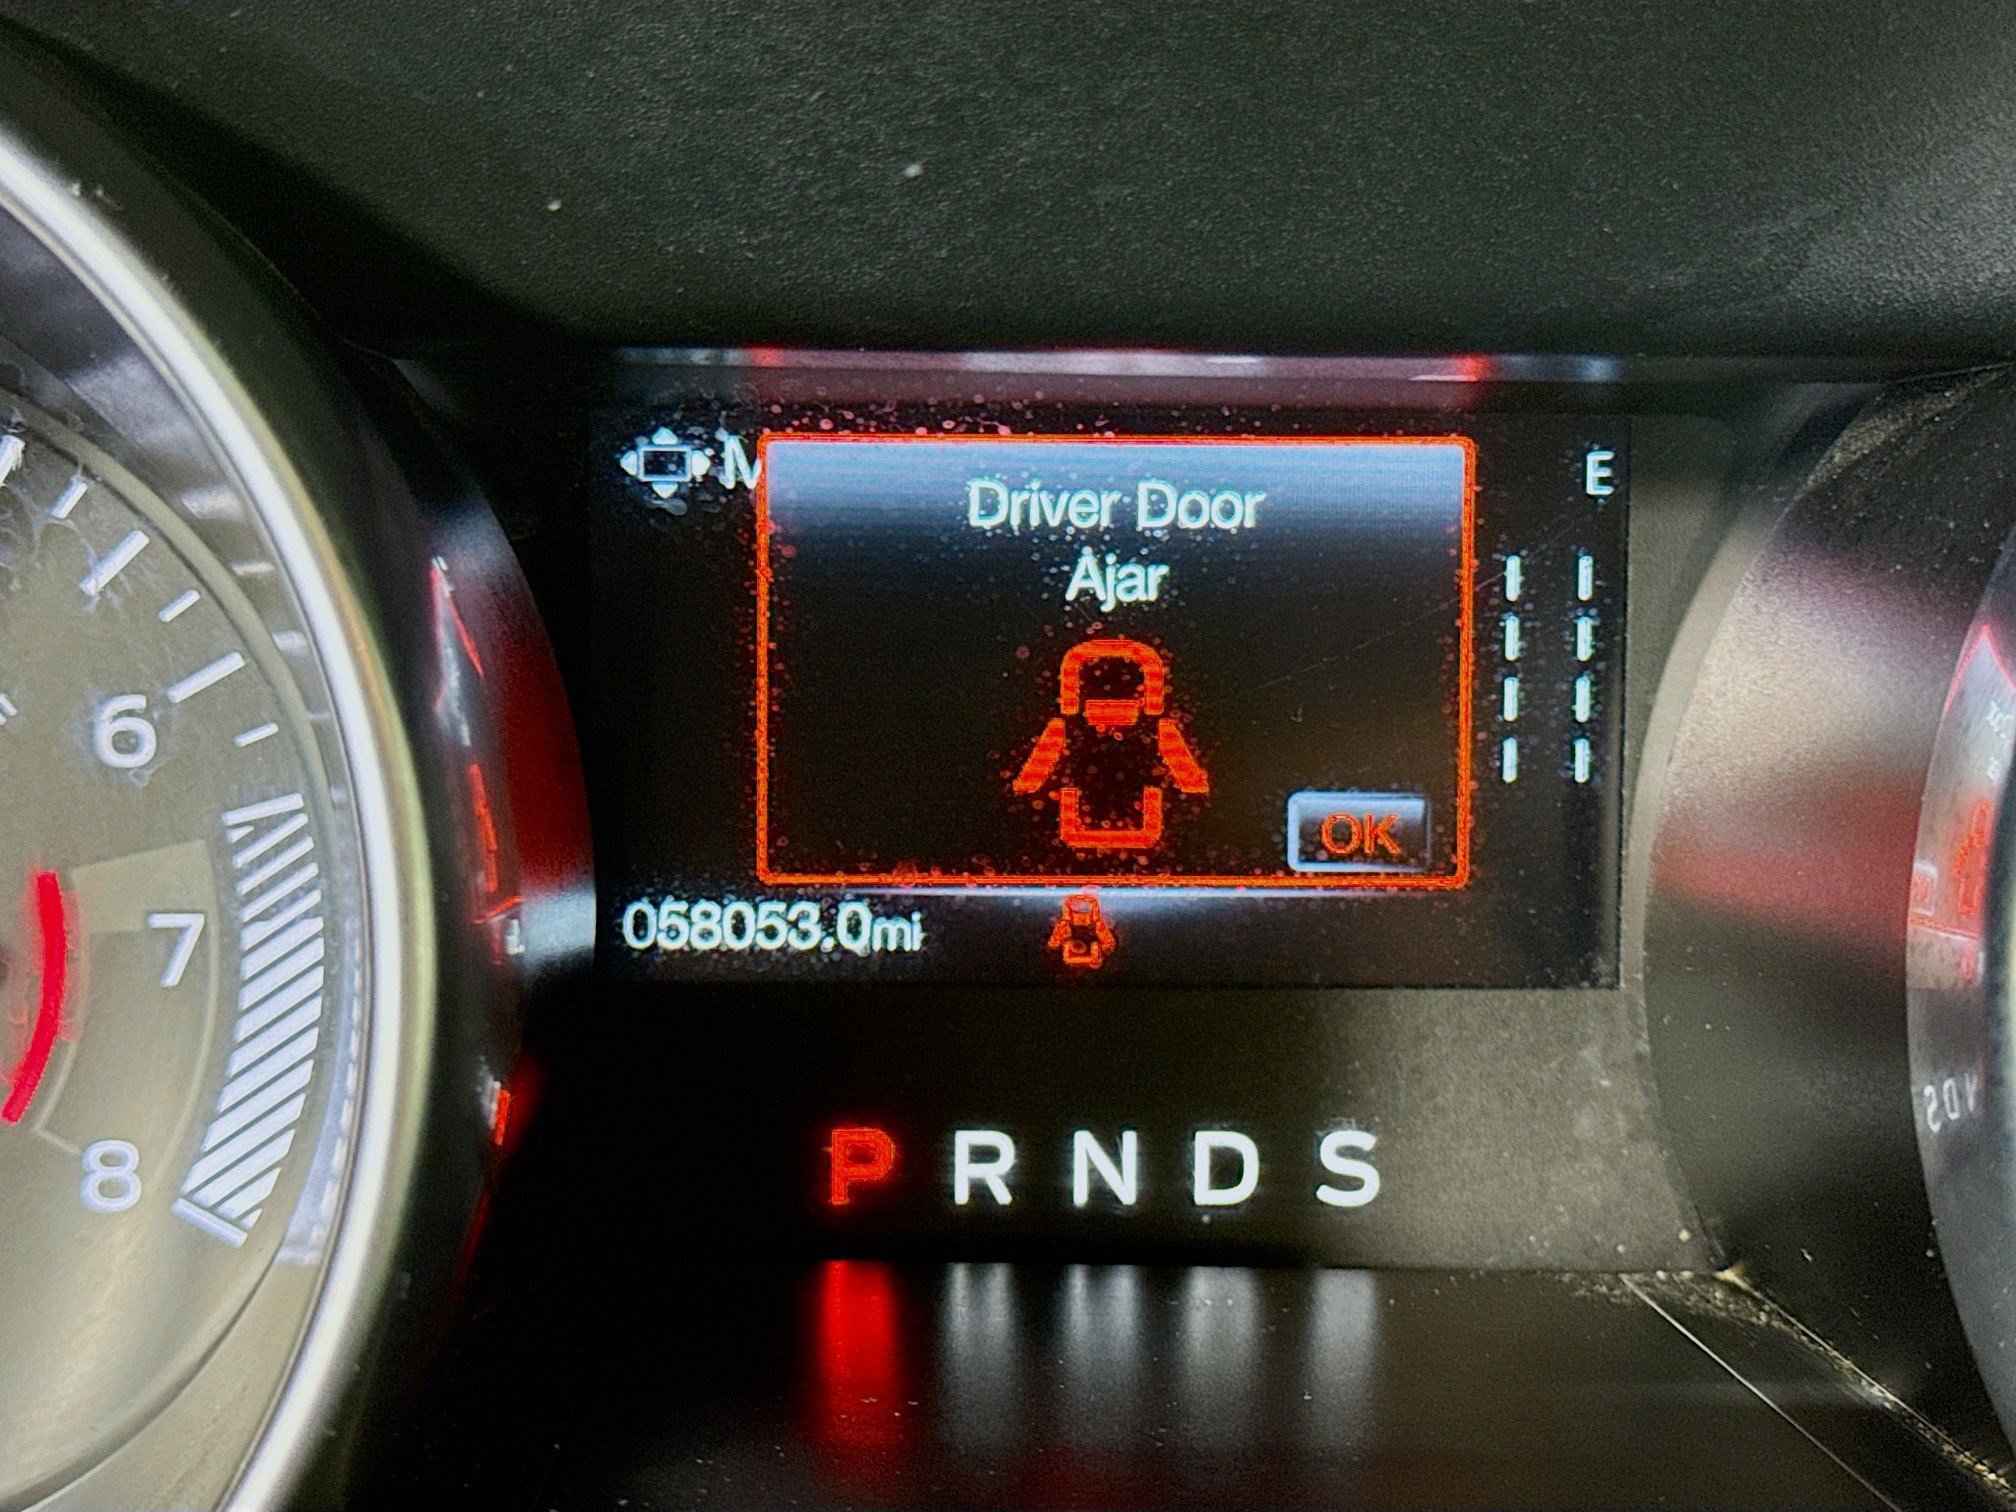 M
E
Driver Door
Ajar
OK
058053.0mi
6
7
8
P R N D S